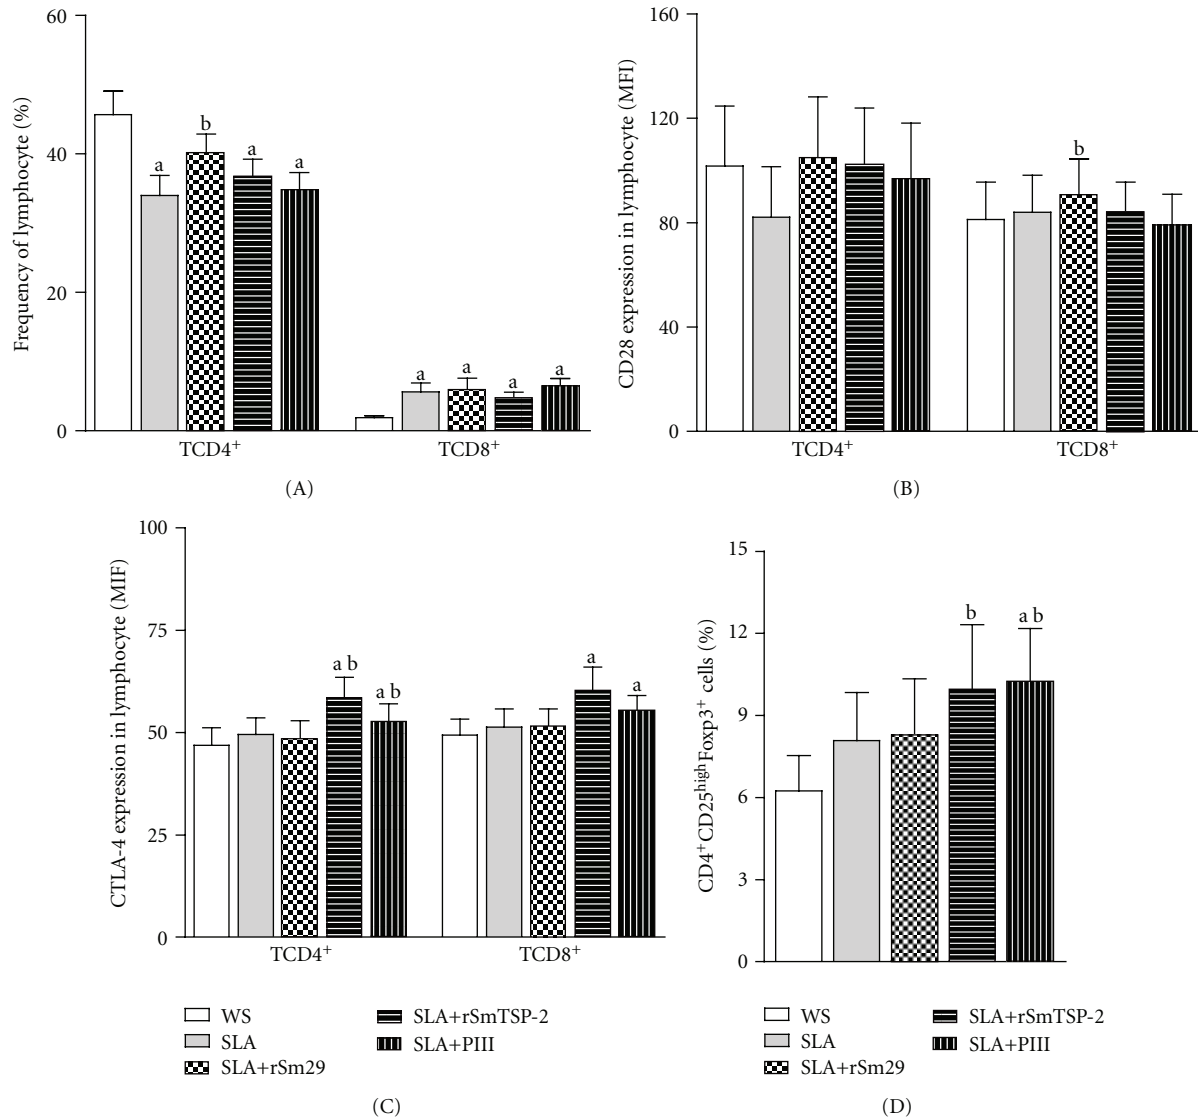 60
40
20
0
Frequency of lymphocyte (%)
a
b
a
a
a
a
a
a
TCD4⁺
TCD8⁺
(A)
160
120
80
40
0
CD28 expression in lymphocyte (MFI)
b
TCD4⁺
TCD8⁺
(B)
100
75
50
25
0
CTLA-4 expression in lymphocyte (MIF)
a b
a b
a
a
TCD4⁺
TCD8⁺
WS
SLA
SLA+rSm29
SLA+rSmTSP-2
SLA+PIII
(C)
15
12
9
6
3
0
CD4⁺CD25ʰⁱᵍʰFoxp3⁺ cells (%)
b
a b
WS
SLA
SLA+rSm29
SLA+rSmTSP-2
SLA+PIII
(D)